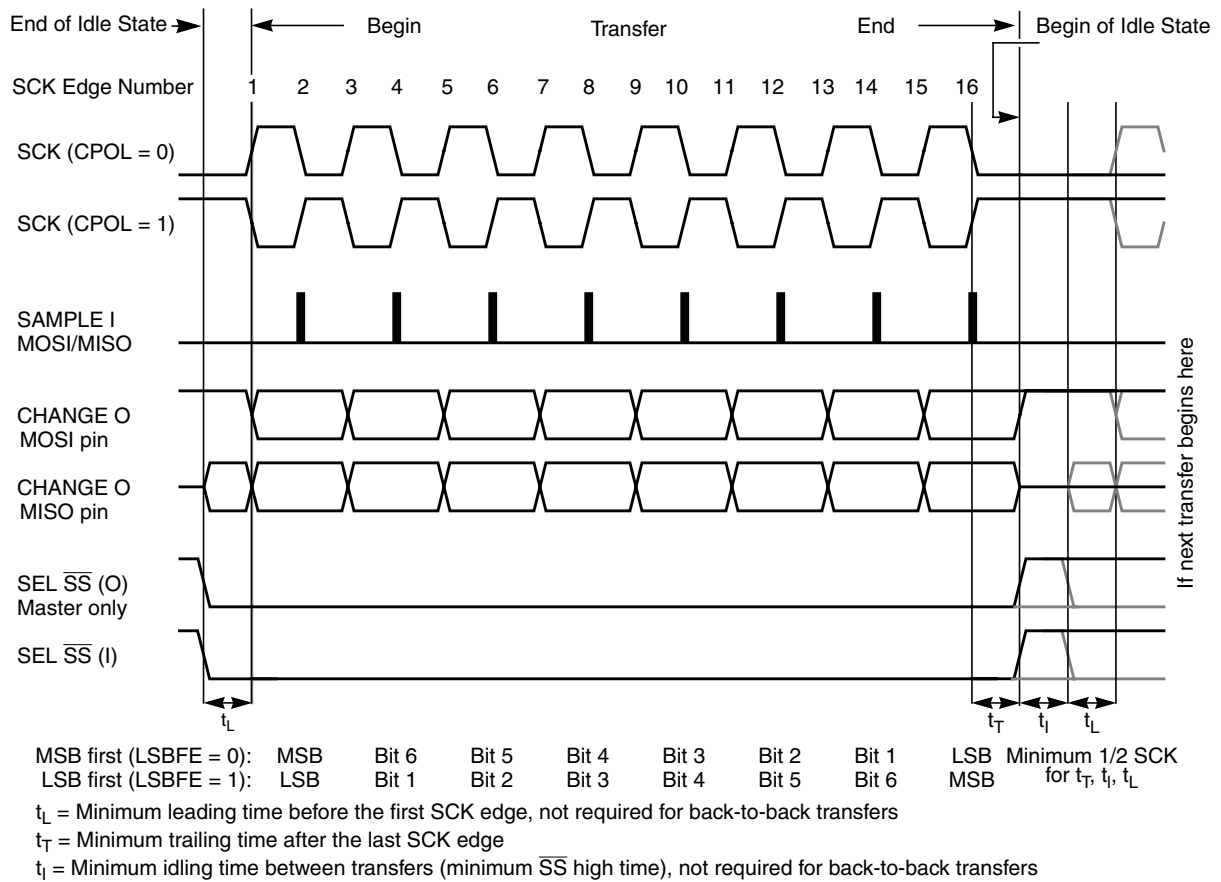 End of Idle State Begin Transfer End Begin of Idle State
SCK Edge Number 1 2 3 4 5 6 7 8 9 10 11 12 13 14 15 16
SCK (CPOL = 0)
SCK (CPOL = 1)
SAMPLE I
MOSI/MISO
CHANGE O
MOSI pin
CHANGE O
MISO pin
SEL S̅S̅ (O)
Master only
SEL S̅S̅ (I)
If next transfer begins here
tL tT tI tL
MSB first (LSBFE = 0): MSB Bit 6 Bit 5 Bit 4 Bit 3 Bit 2 Bit 1 LSB Minimum 1/2 SCK
LSB first (LSBFE = 1): LSB Bit 1 Bit 2 Bit 3 Bit 4 Bit 5 Bit 6 MSB for tT, tI, tL
tL = Minimum leading time before the first SCK edge, not required for back-to-back transfers
tT = Minimum trailing time after the last SCK edge
tI = Minimum idling time between transfers (minimum S̅S̅ high time), not required for back-to-back transfers